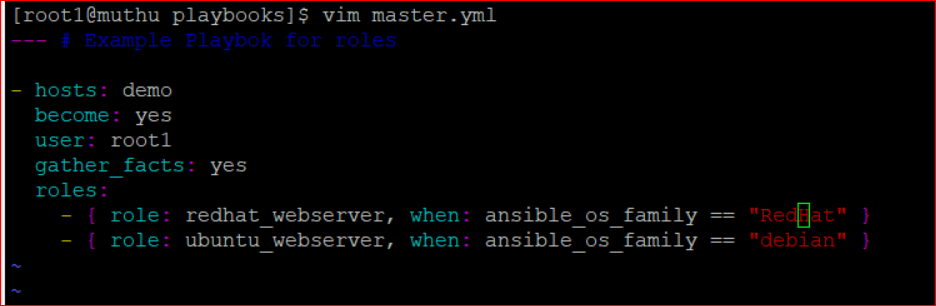 [root1@muthu playbooks]$ vim master.yml
--- # Example Playbok for roles
- hosts: demo
become: yes
user: root1
gather_facts: yes
roles:
- { role: redhat_webserver, when: ansible_os_family == "RedHat" }
- { role: ubuntu_webserver, when: ansible_os_family == "debian" }
~
~